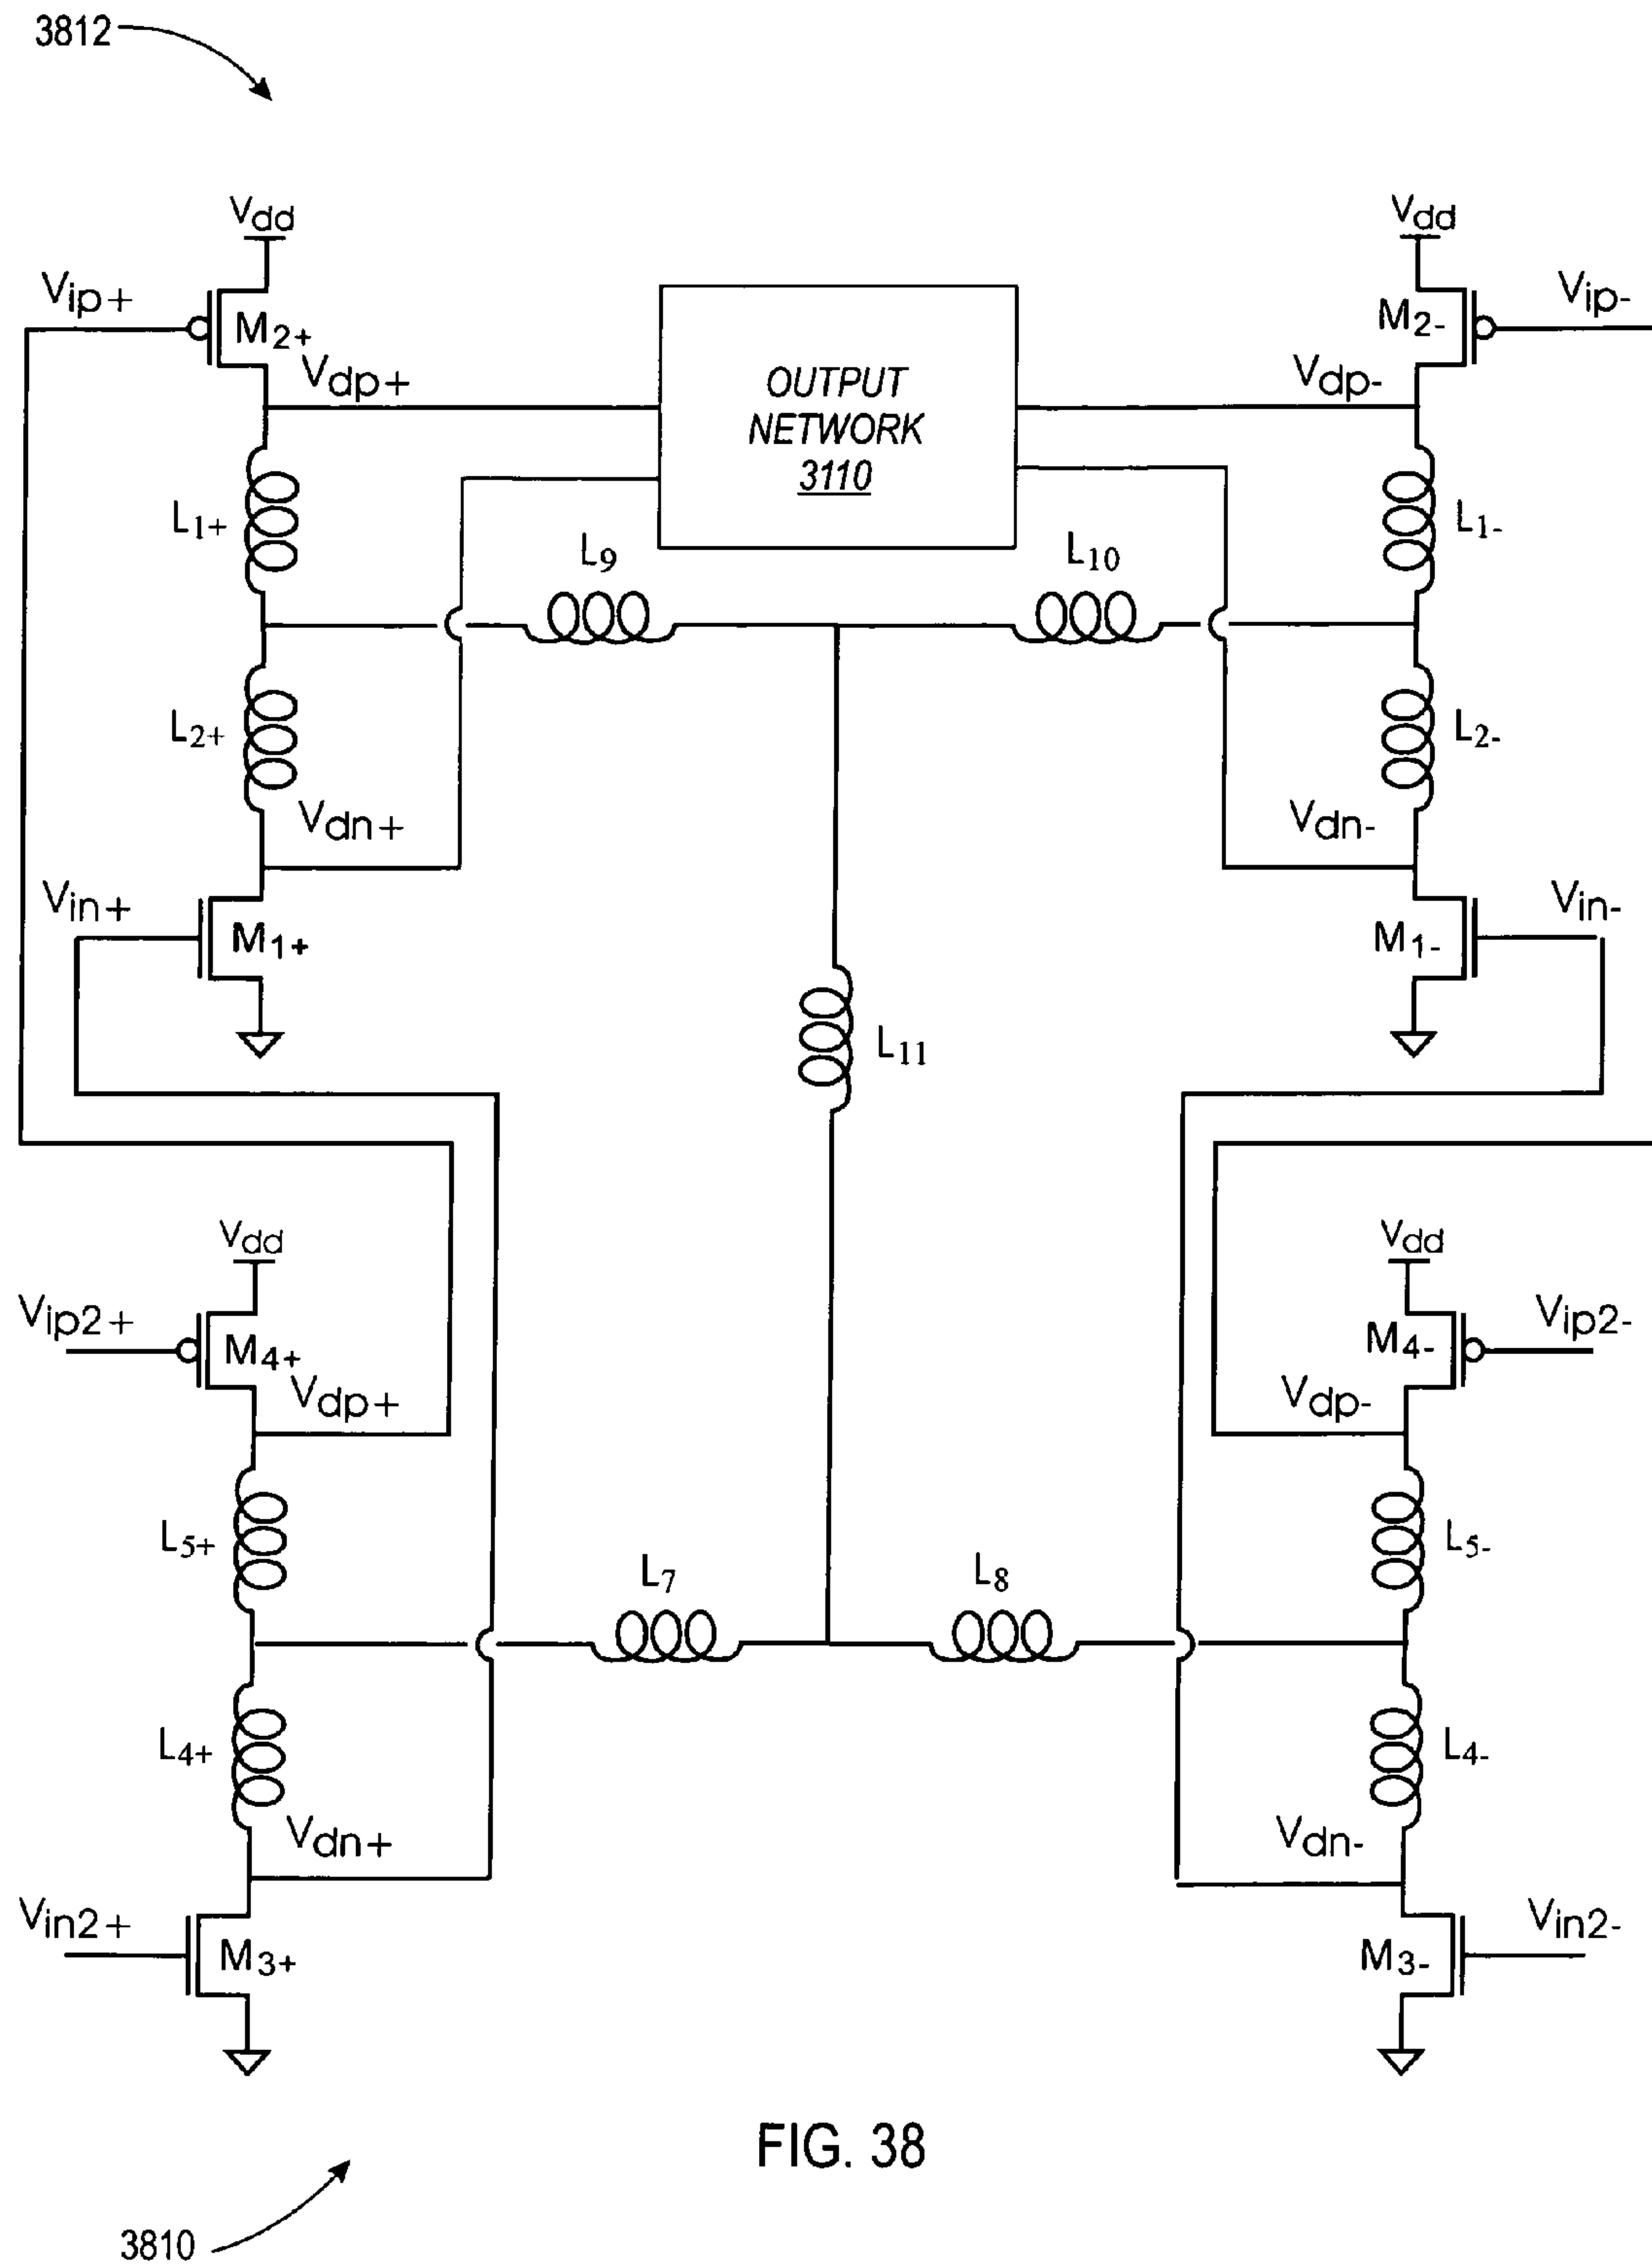 3812
Vdd
Vdd
Vip+
Vip-
M2+
M2-
Vdp+
Vdp-
OUTPUT
NETWORK
3110
L1+
L1-
L9
L10
L2+
L2-
Vdn+
Vdn-
Vin+
Vin-
M1+
M1-
L11
Vdd
Vdd
Vip2+
Vip2-
M4+
M4-
Vdp+
Vdp-
L5+
L5-
L7
L8
L4+
L4-
Vdn+
Vdn-
Vin2+
Vin2-
M3+
M3-
FIG. 38
3810